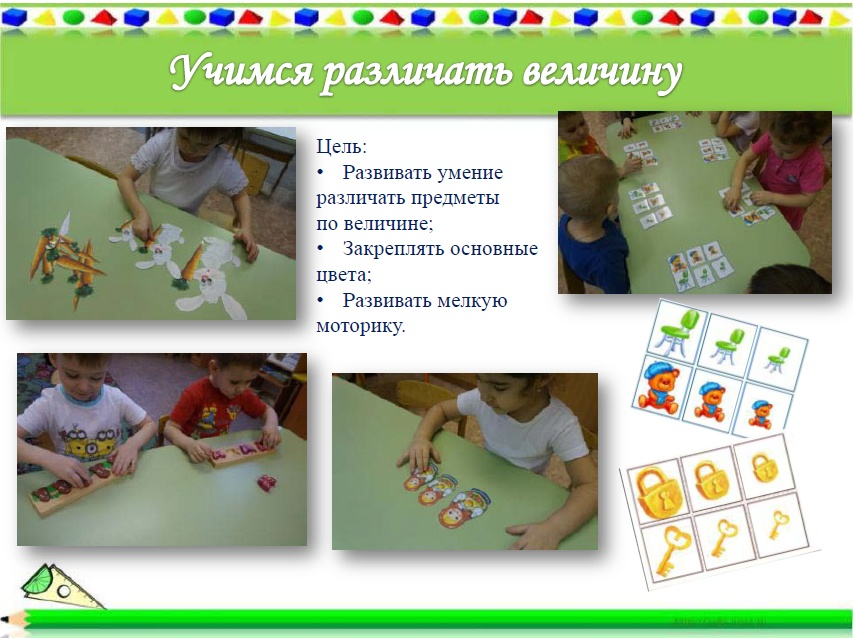 Учимся различать величину
Цель:
• Развивать умение
различать предметы
по величине;
• Закреплять основные
цвета;
• Развивать мелкую
моторику.